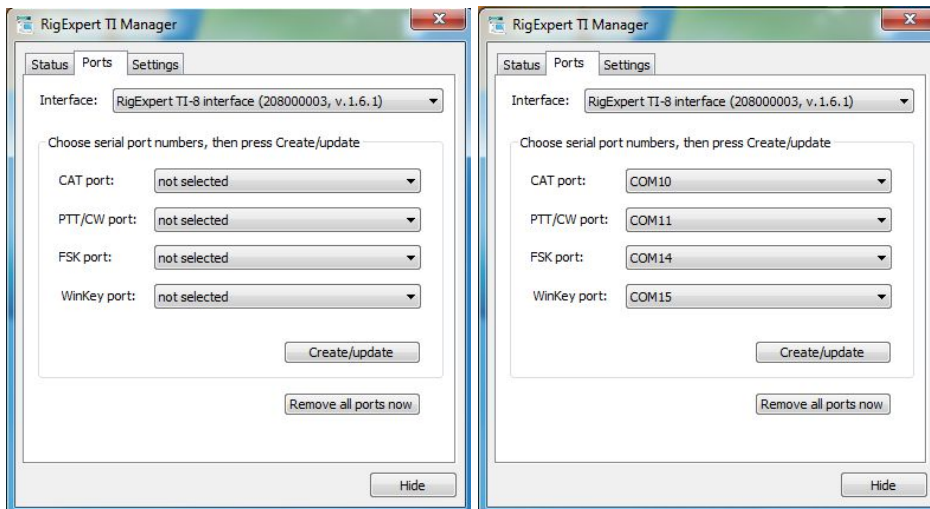 RigExpert TI Manager
Status Ports Settings
Interface: RigExpert TI-8 interface (208000003, v.1.6.1)
Choose serial port numbers, then press Create/update
CAT port: not selected
PTT/CW port: not selected
FSK port: not selected
WinKey port: not selected
Create/update
Remove all ports now
Hide
RigExpert TI Manager
Status Ports Settings
Interface: RigExpert TI-8 interface (208000003, v.1.6.1)
Choose serial port numbers, then press Create/update
CAT port: COM10
PTT/CW port: COM11
FSK port: COM14
WinKey port: COM15
Create/update
Remove all ports now
Hide